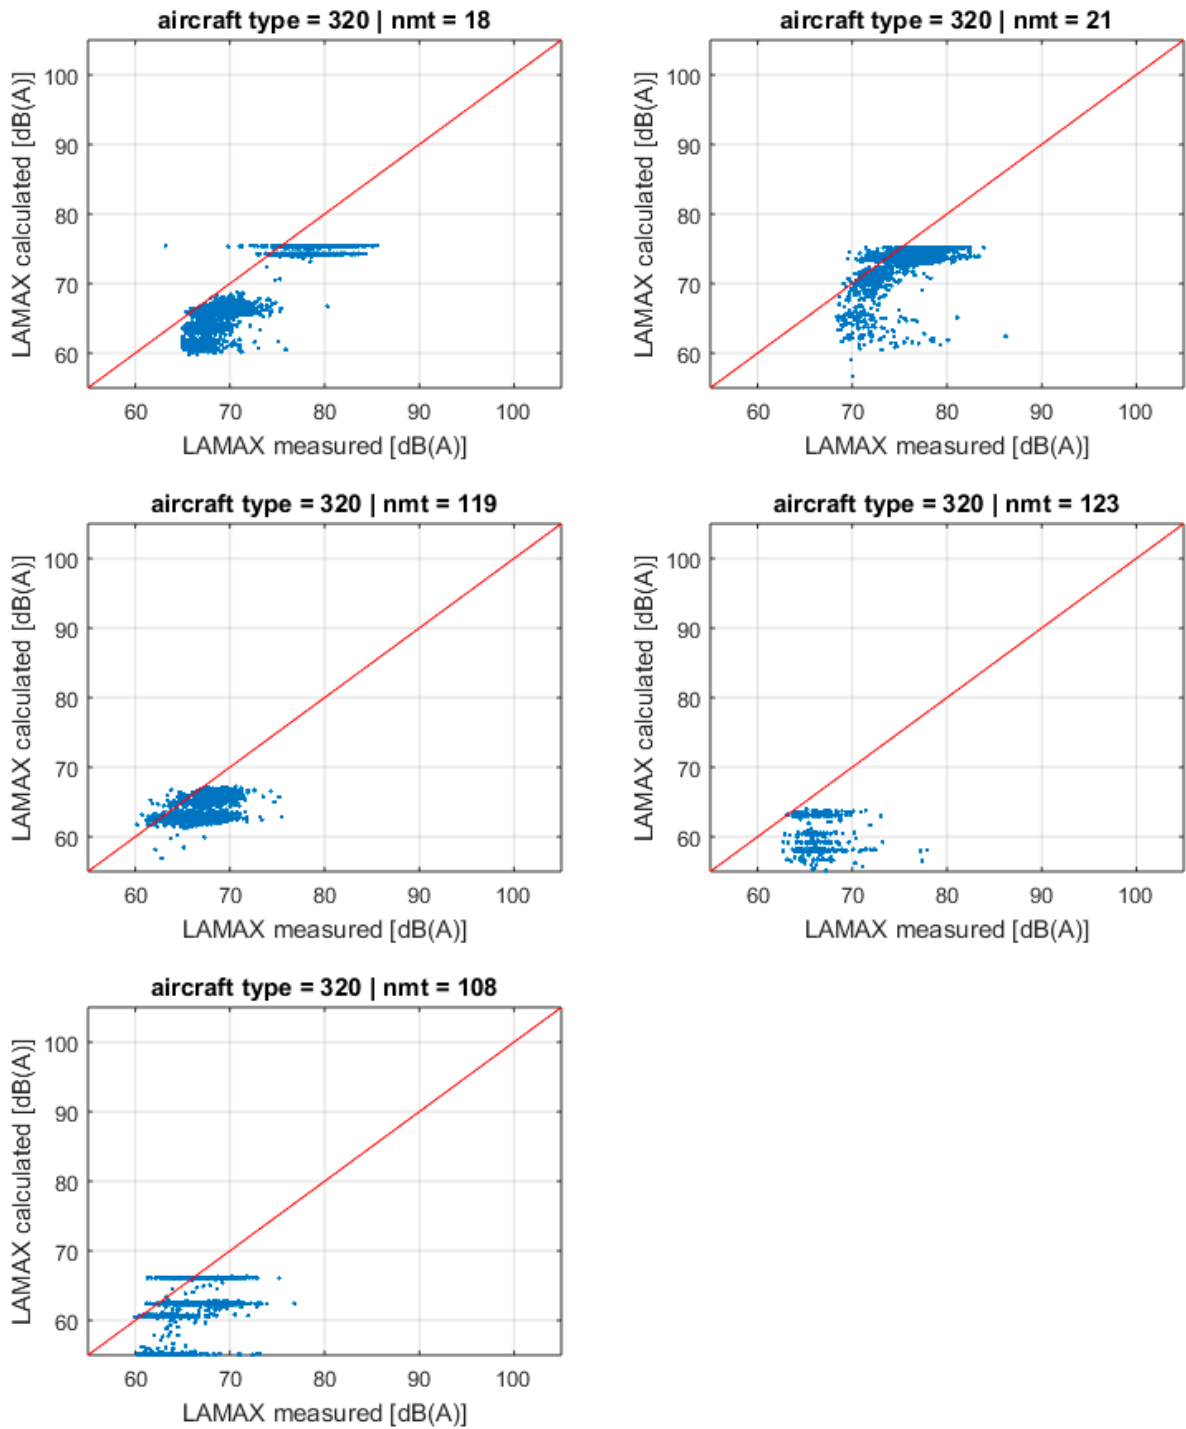 aircraft type = 320 | nmt = 18
LAMAX calculated [dB(A)]
100
90
80
70
60
60 70 80 90 100
LAMAX measured [dB(A)]
aircraft type = 320 | nmt = 21
LAMAX calculated [dB(A)]
100
90
80
70
60
60 70 80 90 100
LAMAX measured [dB(A)]
aircraft type = 320 | nmt = 119
LAMAX calculated [dB(A)]
100
90
80
70
60
60 70 80 90 100
LAMAX measured [dB(A)]
aircraft type = 320 | nmt = 123
LAMAX calculated [dB(A)]
100
90
80
70
60
60 70 80 90 100
LAMAX measured [dB(A)]
aircraft type = 320 | nmt = 108
LAMAX calculated [dB(A)]
100
90
80
70
60
60 70 80 90 100
LAMAX measured [dB(A)]